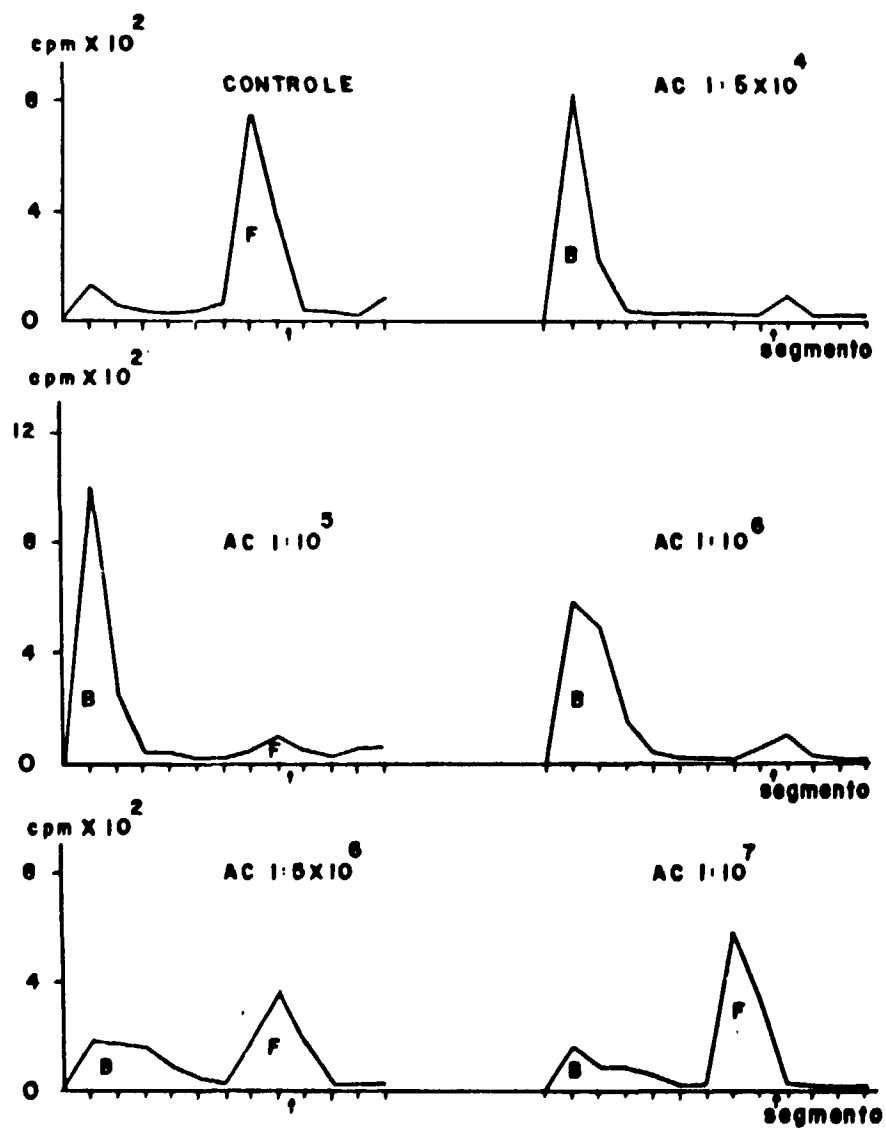 cpm X 10²
CONTROLE
AC 1:5X10⁴
8
4
0
F
B
segmento
cpm X 10²
12
8
4
0
AC 1:10⁵
AC 1:10⁶
B
F
B
segmento
cpm X 10²
8
4
0
AC 1:5X10⁶
AC 1:10⁷
B
F
B
F
segmento